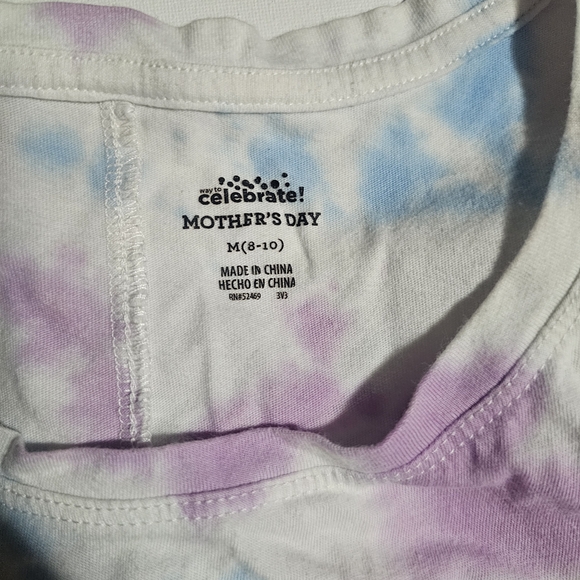 way to
celebrate!
MOTHER'S DAY
M(8-10)
MADE IN CHINA
HECHO EN CHINA
RN#52469 3V3